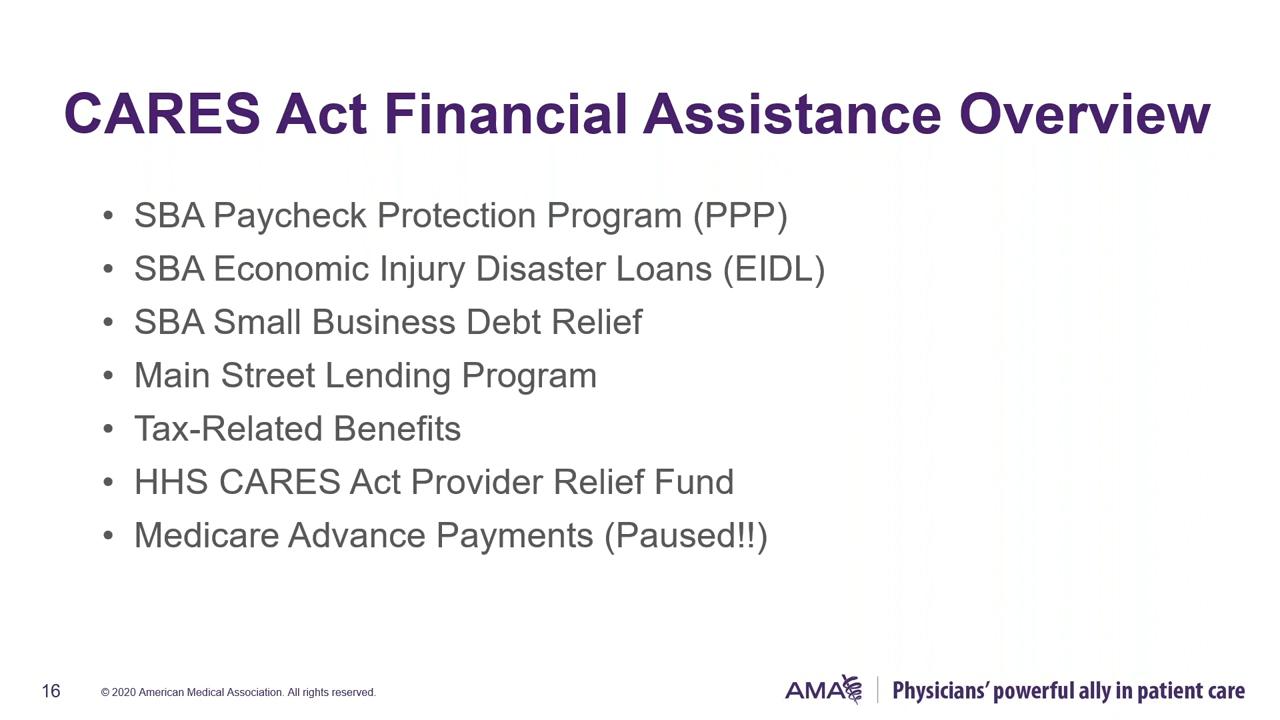 CARES Act Financial Assistance Overview
• SBA Paycheck Protection Program (PPP)
• SBA Economic Injury Disaster Loans (EIDL)
• SBA Small Business Debt Relief
• Main Street Lending Program
• Tax-Related Benefits
• HHS CARES Act Provider Relief Fund
• Medicare Advance Payments (Paused!!)
16 © 2020 American Medical Association. All rights reserved. AMA Physicians’ powerful ally in patient care